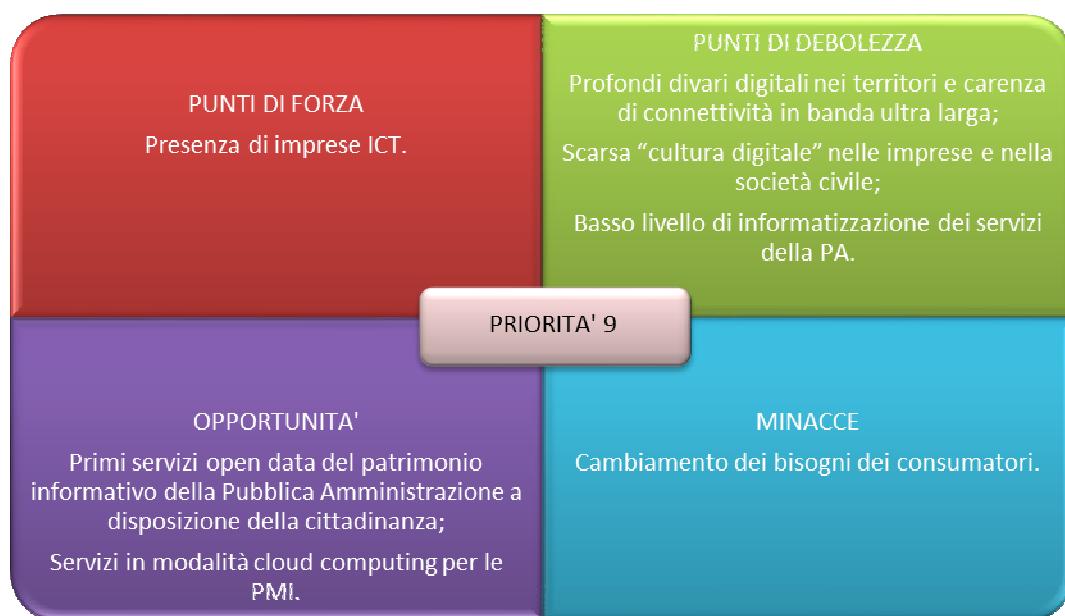 PUNTI DI FORZA
Presenza di imprese ICT.
PUNTI DI DEBOLEZZA
Profondi divari digitali nei territori e carenza
di connettività in banda ultra larga;
Scarsa “cultura digitale” nelle imprese e nella
società civile;
Basso livello di informatizzazione dei servizi
della PA.
PRIORITA' 9
OPPORTUNITA'
Primi servizi open data del patrimonio
informativo della Pubblica Amministrazione a
disposizione della cittadinanza;
Servizi in modalità cloud computing per le
PMI.
MINACCE
Cambiamento dei bisogni dei consumatori.